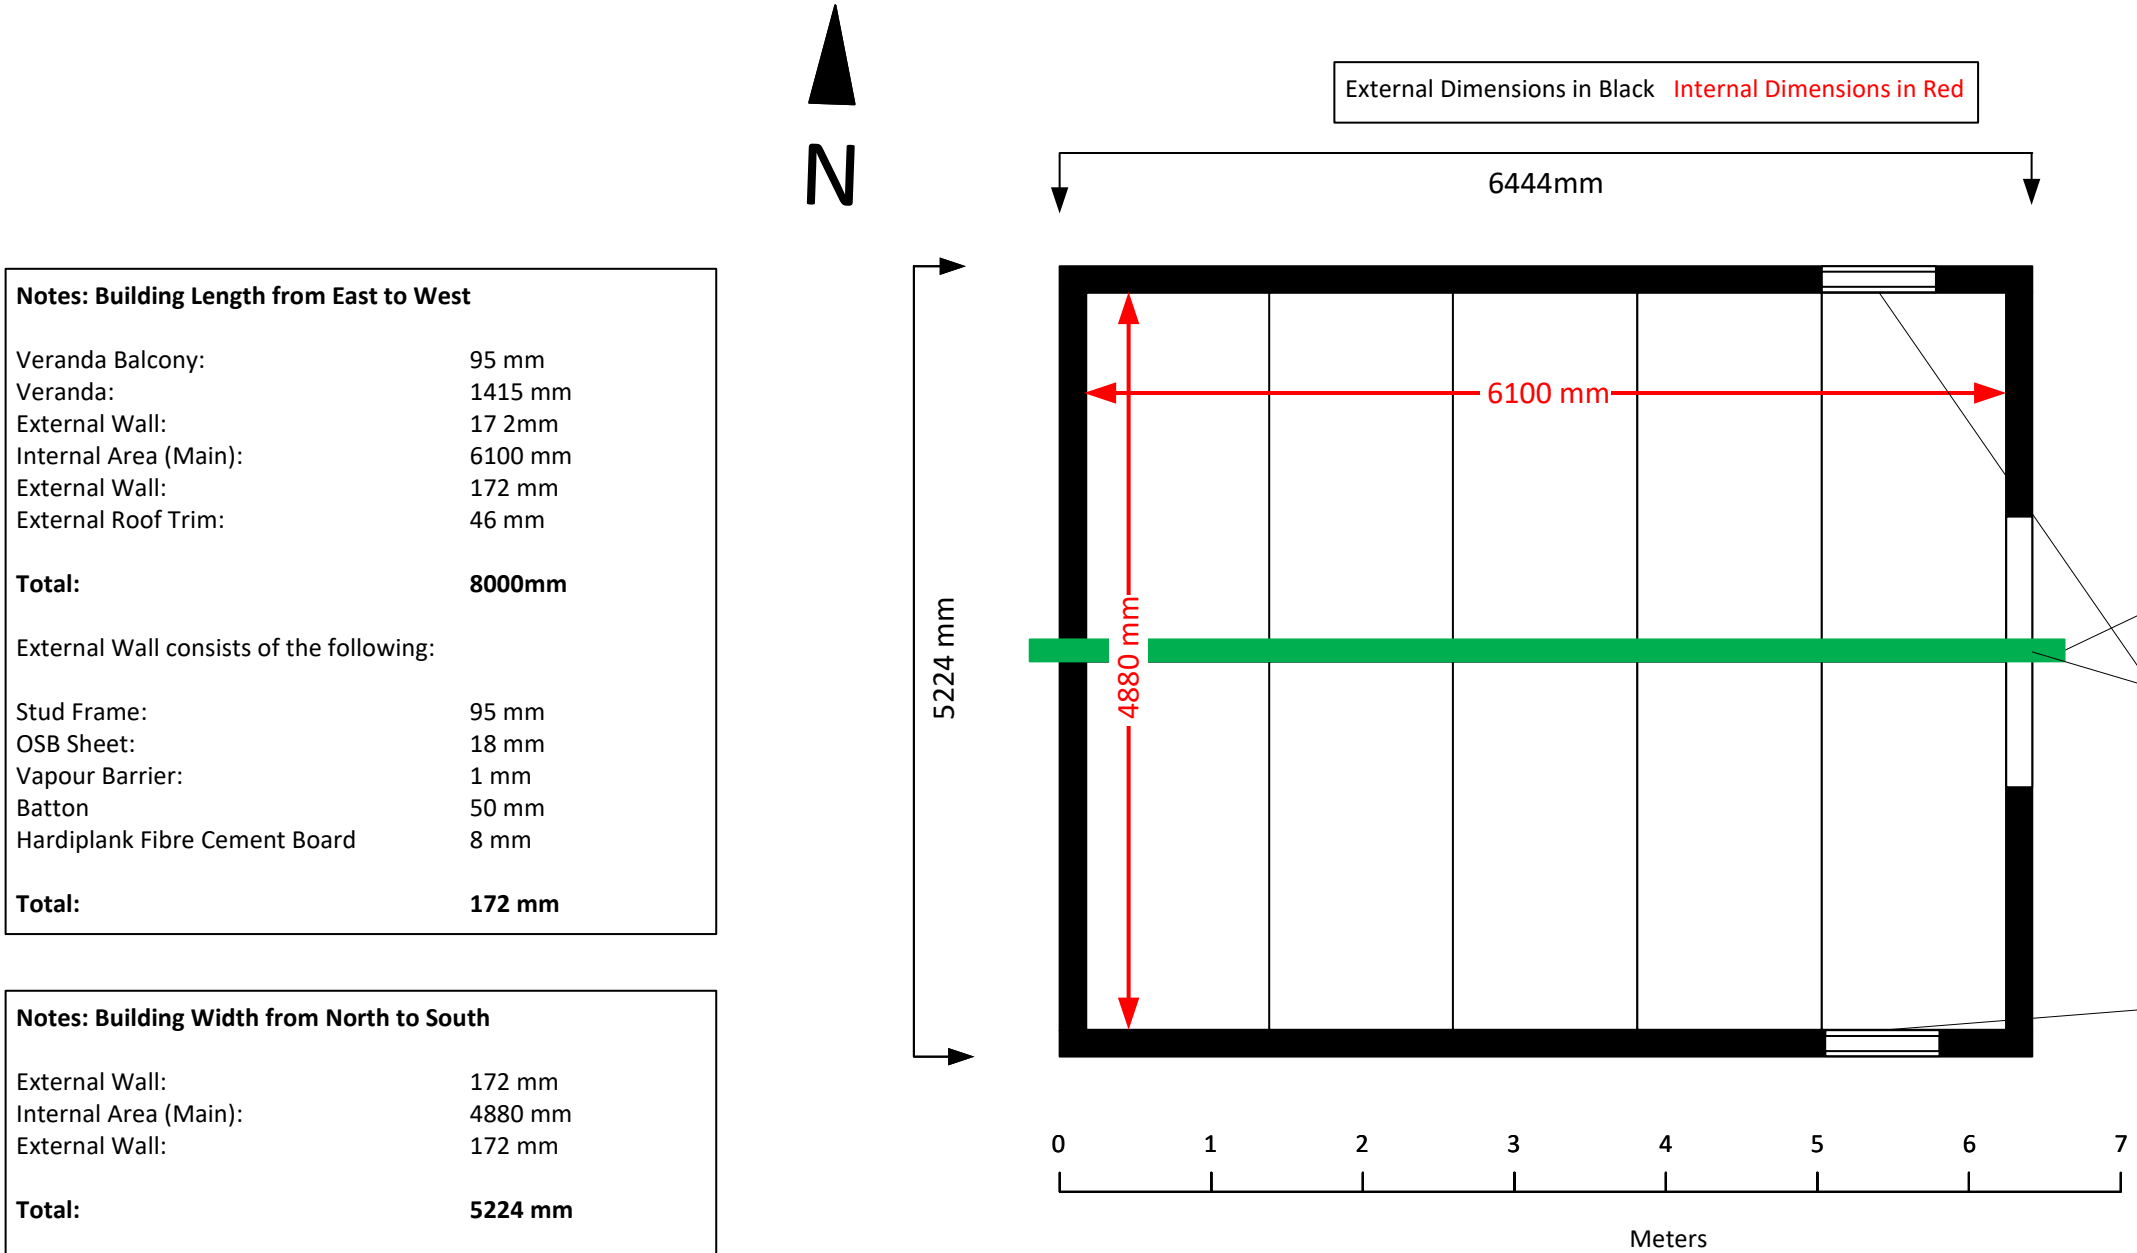 N
External Dimensions in Black Internal Dimensions in Red
6444mm
Notes: Building Length from East to West
Veranda Balcony: 95 mm
Veranda: 1415 mm
External Wall: 17 2mm
Internal Area (Main): 6100 mm
External Wall: 172 mm
External Roof Trim: 46 mm
Total: 8000mm
External Wall consists of the following:
Stud Frame: 95 mm
OSB Sheet: 18 mm
Vapour Barrier: 1 mm
Batton 50 mm
Hardiplank Fibre Cement Board 8 mm
Total: 172 mm
Notes: Building Width from North to South
External Wall: 172 mm
Internal Area (Main): 4880 mm
External Wall: 172 mm
Total: 5224 mm
5224 mm
6100 mm
4880 mm
0 1 2 3 4 5 6 7
Meters